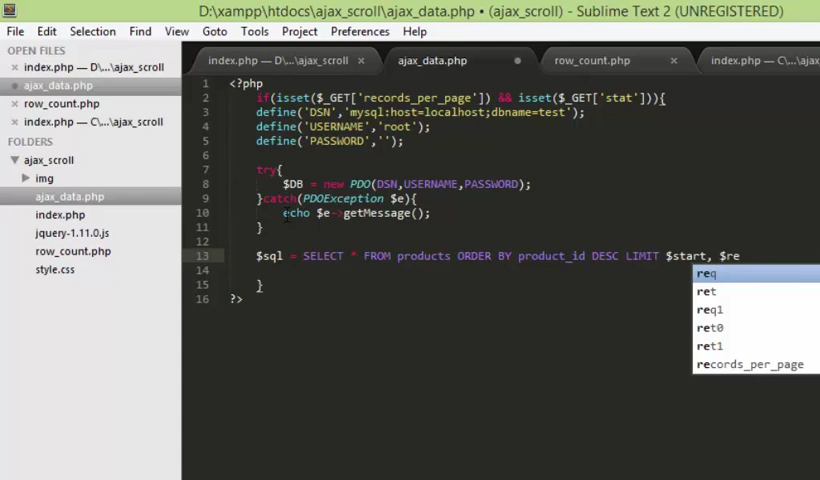 D:\xampp\htdocs\ajax_scroll\ajax_data.php • (ajax_scroll) - Sublime Text 2 (UNREGISTERED)
File Edit Selection Find View Goto Tools Project Preferences Help
OPEN FILES
index.php — D:\...\ajax_scroll
ajax_data.php
row_count.php
index.php — C:\...\ajax_scroll
FOLDERS
ajax_scroll
img
ajax_data.php
index.php
jquery-1.11.0.js
row_count.php
style.css
index.php — D:\...\ajax_scroll × ajax_data.php row_count.php × index.php — C:\...\ajax
1 <?php
2 if(isset($_GET['records_per_page']) && isset($_GET['stat'])){
3 define('DSN','mysql:host=localhost;dbname=test');
4 define('USERNAME','root');
5 define('PASSWORD','');
6
7 try{
8 $DB = new PDO(DSN,USERNAME,PASSWORD);
9 }catch(PDOException $e){
10 echo $e->getMessage();
11 }
12
13 $sql = SELECT * FROM products ORDER BY product_id DESC LIMIT $start, $re
14
15 }
16 ?>
req
ret
req1
ret0
ret1
records_per_page